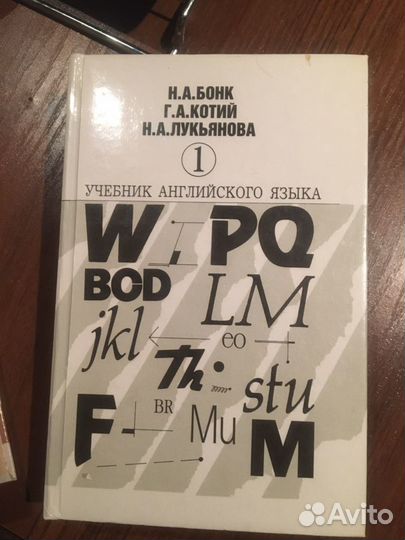 Н.А.БОНК
Г.А.КОТИЙ
Н.А.ЛУКЬЯНОВА
1
УЧЕБНИК АНГЛИЙСКОГО ЯЗЫКА
W I PQ
BCD LM
jkl eo
Th stu
BR
F Mu M
Avito